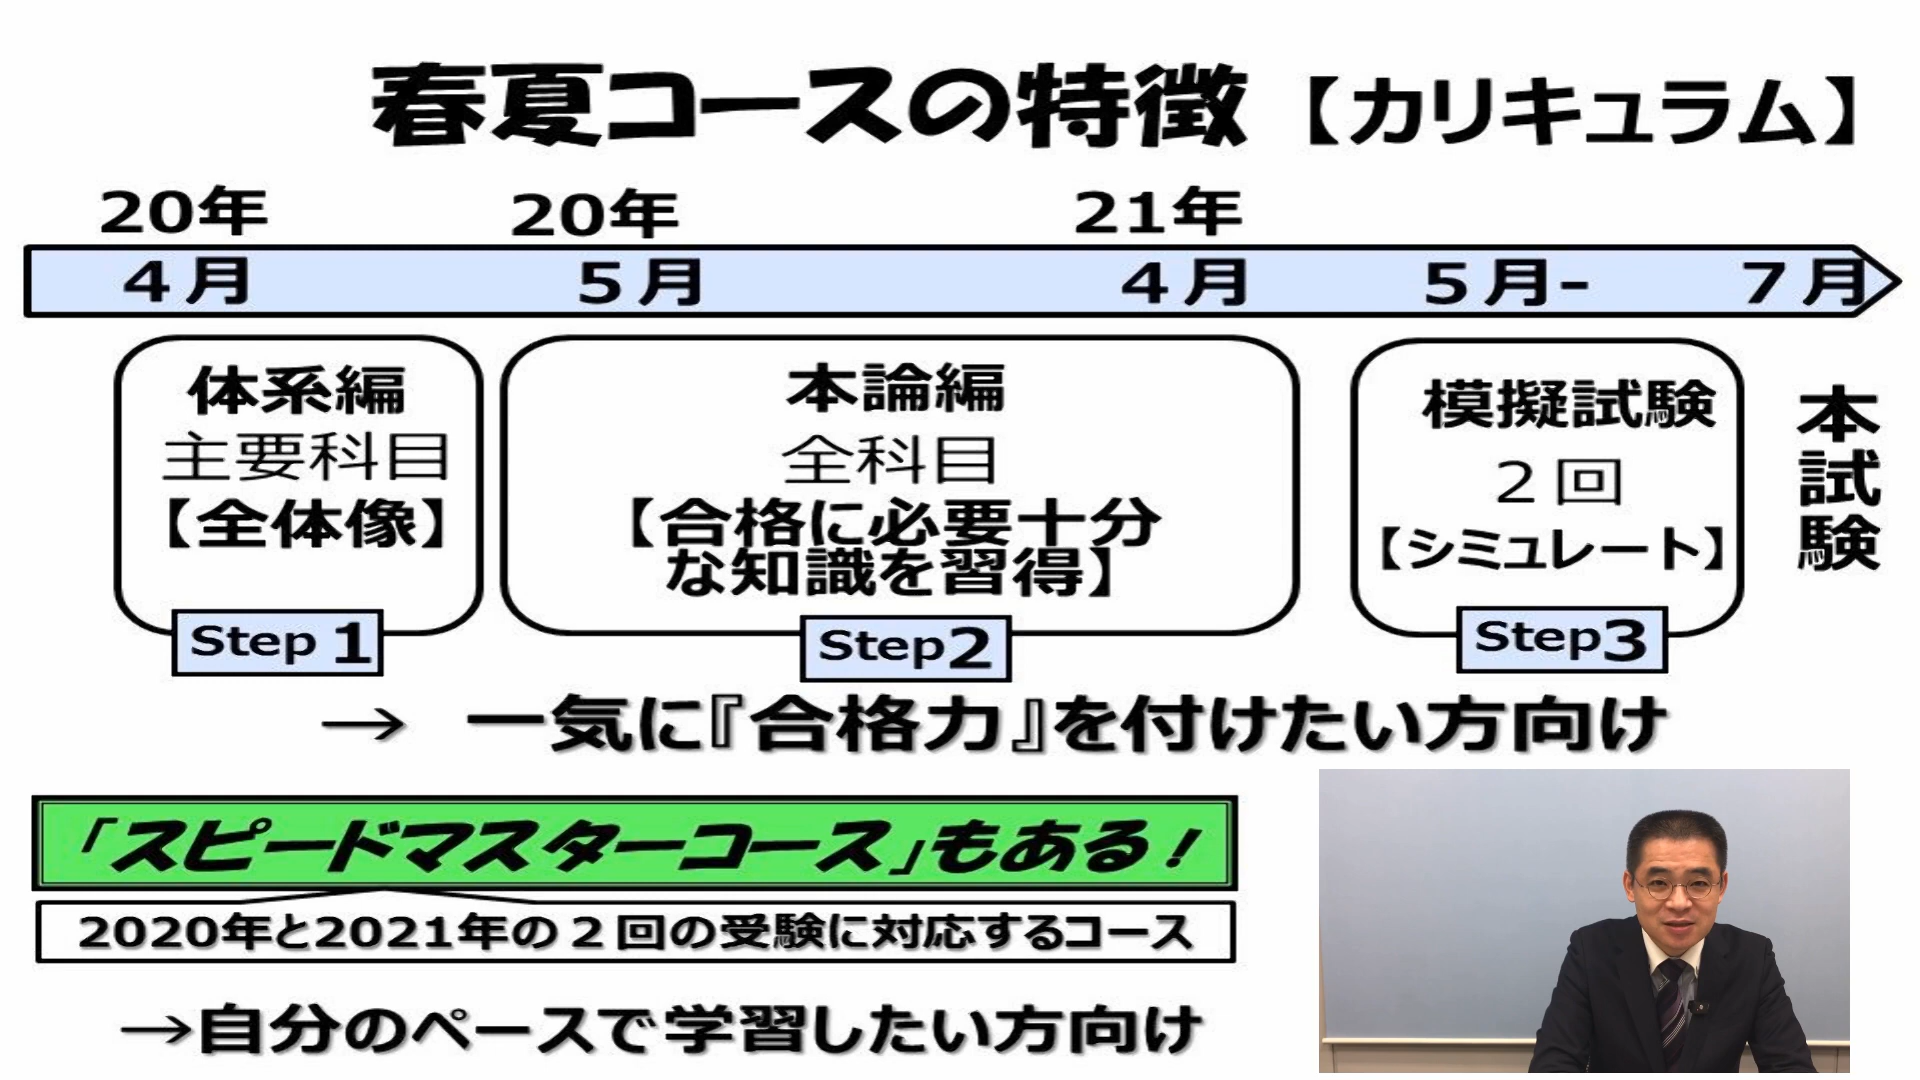 春夏コースの特徴【カリキュラム】
20年 20年 21年
4月 5月 4月 5月- 7月
体系編
主要科目
【全体像】
Step 1
本論編
全科目
【合格に必要十分
な知識を習得】
Step2
模擬試験
2回
【シミュレート】
Step3
本試験
→ 一気に『合格力』を付けたい方向け
「スピードマスターコース」もある！
2020年と2021年の2回の受験に対応するコース
→自分のペースで学習したい方向け